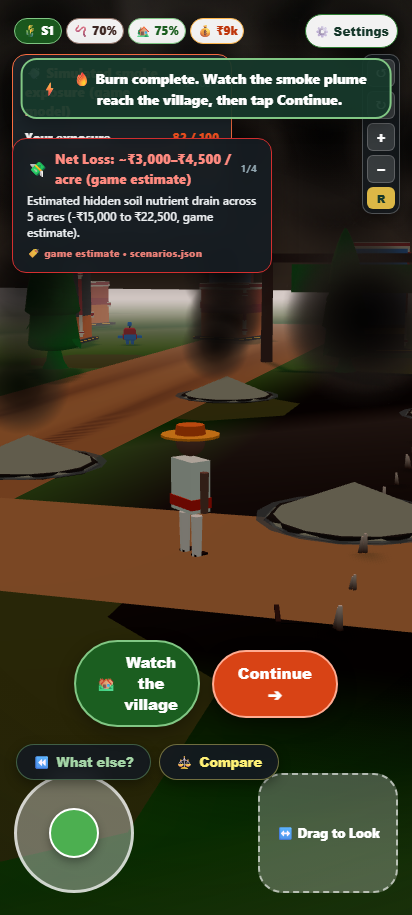 S1
70%
75%
₹9k
Settings
Burn complete. Watch the smoke plume
reach the village, then tap Continue.
Your exposure 82 / 100
Net Loss: ~₹3,000–₹4,500 /
acre (game estimate)
1/4
Estimated hidden soil nutrient drain across
5 acres (-₹15,000 to ₹22,500, game
estimate).
game estimate • scenarios.json
+
−
R
Watch
the
village
Continue
➔
What else?
Compare
Drag to Look